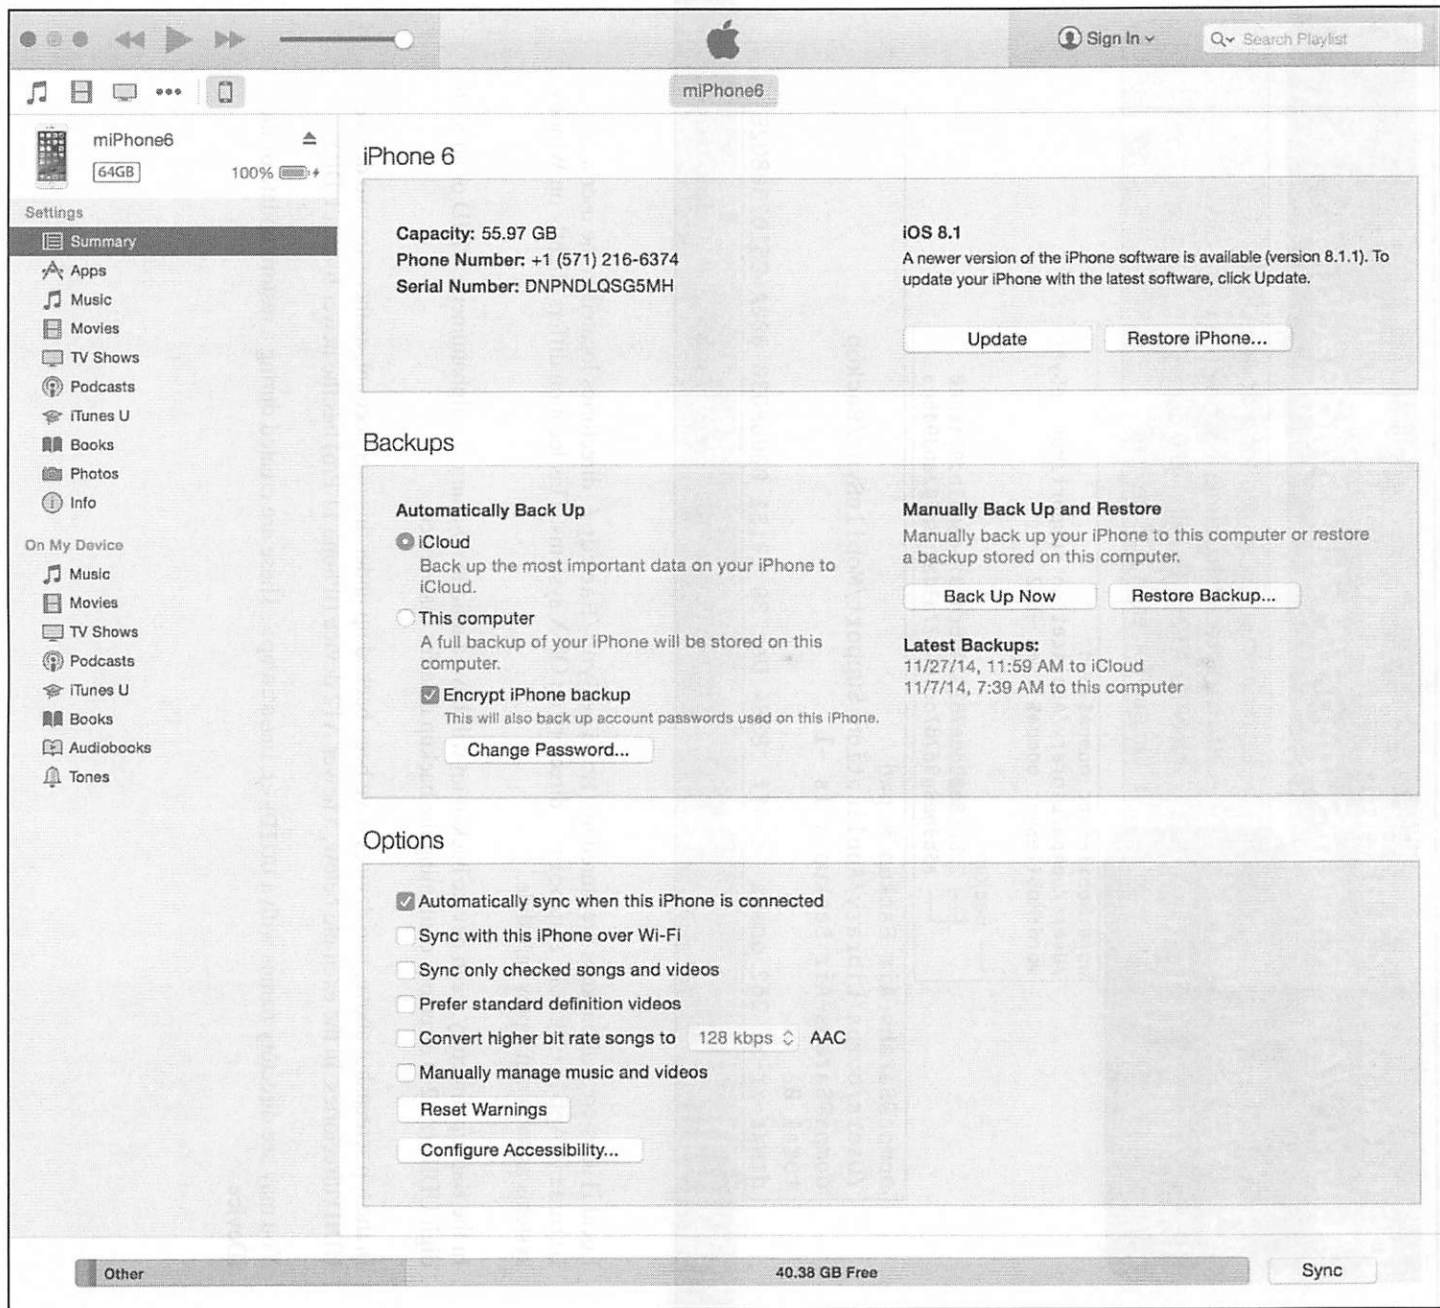 Sign In
Search Playlist
miPhone6
miPhone6
64GB
100%
Settings
Summary
Apps
Music
Movies
TV Shows
Podcasts
iTunes U
Books
Photos
Info
On My Device
Music
Movies
TV Shows
Podcasts
iTunes U
Books
Audiobooks
Tones
iPhone 6
Capacity: 55.97 GB
Phone Number: +1 (571) 216-6374
Serial Number: DNPNDLQSG5MH
iOS 8.1
A newer version of the iPhone software is available (version 8.1.1). To
update your iPhone with the latest software, click Update.
Update
Restore iPhone...
Backups
Automatically Back Up
iCloud
Back up the most important data on your iPhone to
iCloud.
This computer
A full backup of your iPhone will be stored on this
computer.
Encrypt iPhone backup
This will also back up account passwords used on this iPhone.
Change Password...
Manually Back Up and Restore
Manually back up your iPhone to this computer or restore
a backup stored on this computer.
Back Up Now
Restore Backup...
Latest Backups:
11/27/14, 11:59 AM to iCloud
11/7/14, 7:39 AM to this computer
Options
Automatically sync when this iPhone is connected
Sync with this iPhone over Wi-Fi
Sync only checked songs and videos
Prefer standard definition videos
Convert higher bit rate songs to 128 kbps AAC
Manually manage music and videos
Reset Warnings
Configure Accessibility...
Other
40.38 GB Free
Sync